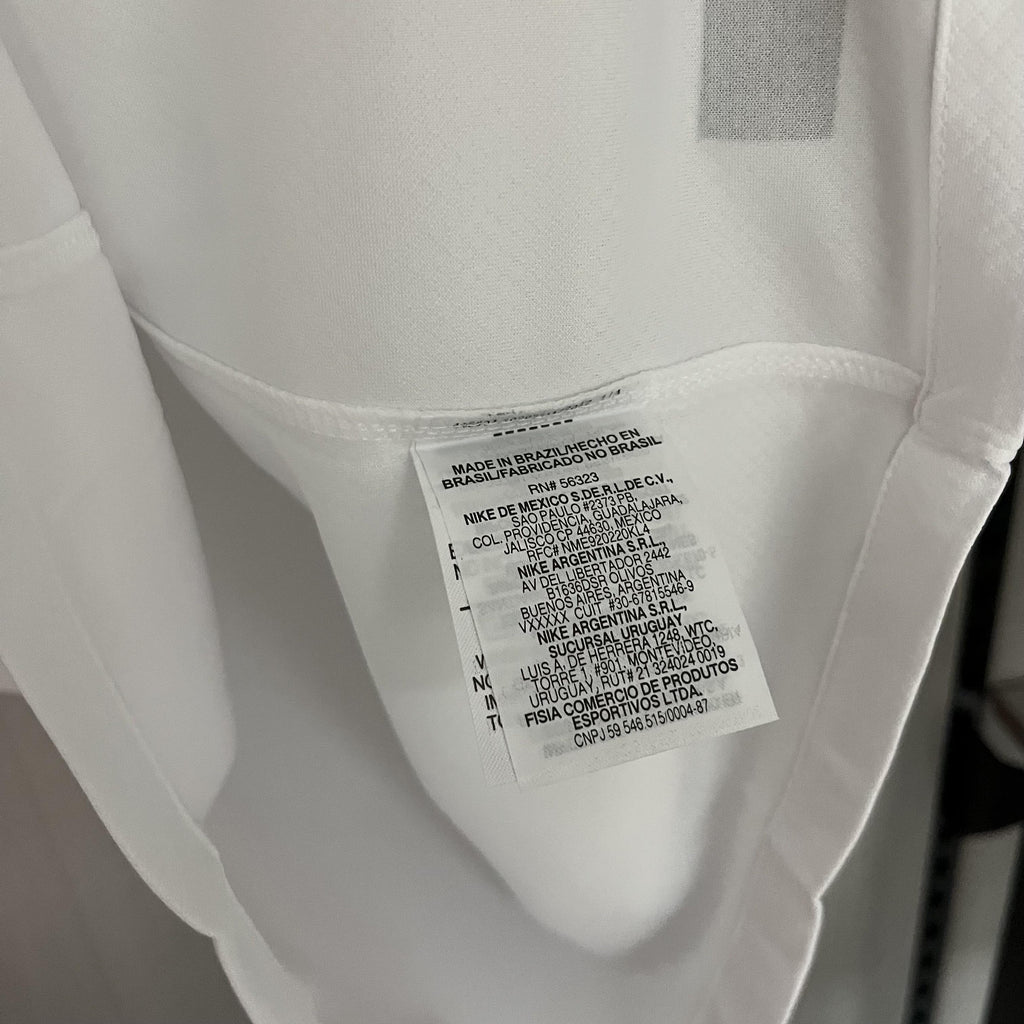 MADE IN BRAZIL/HECHO EN
BRASIL/FABRICADO NO BRASIL
RN# 56323
NIKE DE MEXICO S.DE.R.L.DE C.V.,
SAO PAULO #2373 PB,
COL. PROVIDENCIA, GUADALAJARA,
JALISCO CP 44630, MEXICO
RFC# NME920220KL4
NIKE ARGENTINA S.R.L.,
AV DEL LIBERTADOR 2442
B1636DSR OLIVOS
BUENOS AIRES, ARGENTINA
VXXXXX, CUIT #30-67815546-9
NIKE ARGENTINA S.R.L,
SUCURSAL URUGUAY
LUIS A. DE HERRERA 1248, WTC,
TORRE 1, #901, MONTEVIDEO,
URUGUAY, RUT# 21 324024 0019
FISIA COMERCIO DE PRODUTOS
ESPORTIVOS LTDA.
CNPJ 59 546.515/0004-87